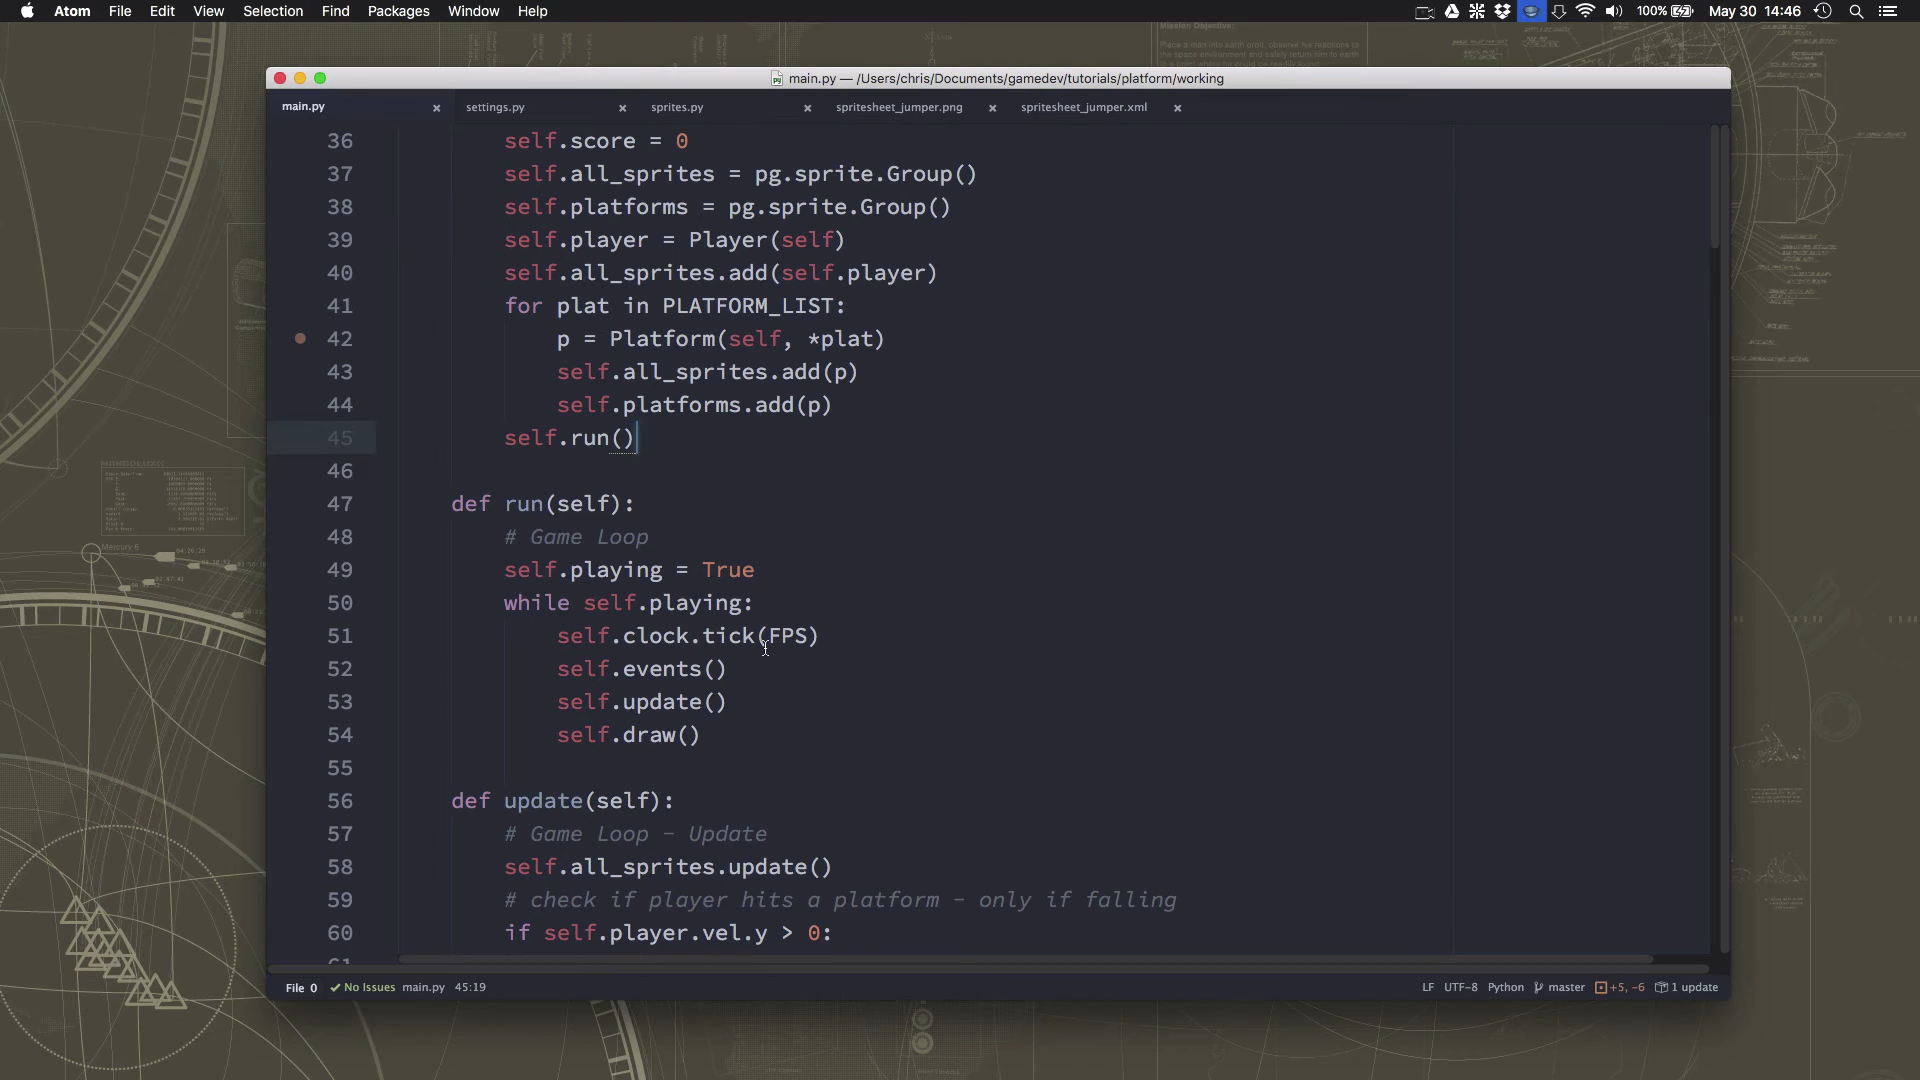 Atom File Edit View Selection Find Packages Window Help 100% May 30 14:46
main.py — /Users/chris/Documents/gamedev/tutorials/platform/working
main.py settings.py sprites.py spritesheet_jumper.png spritesheet_jumper.xml
36 self.score = 0
37 self.all_sprites = pg.sprite.Group()
38 self.platforms = pg.sprite.Group()
39 self.player = Player(self)
40 self.all_sprites.add(self.player)
41 for plat in PLATFORM_LIST:
42 p = Platform(self, *plat)
43 self.all_sprites.add(p)
44 self.platforms.add(p)
45 self.run()
46
47 def run(self):
48 # Game Loop
49 self.playing = True
50 while self.playing:
51 self.clock.tick(FPS)
52 self.events()
53 self.update()
54 self.draw()
55
56 def update(self):
57 # Game Loop - Update
58 self.all_sprites.update()
59 # check if player hits a platform - only if falling
60 if self.player.vel.y > 0:
61
File 0 No Issues main.py 45:19 LF UTF-8 Python master +5, -6 1 update
Mission Objective:
Mercury 6